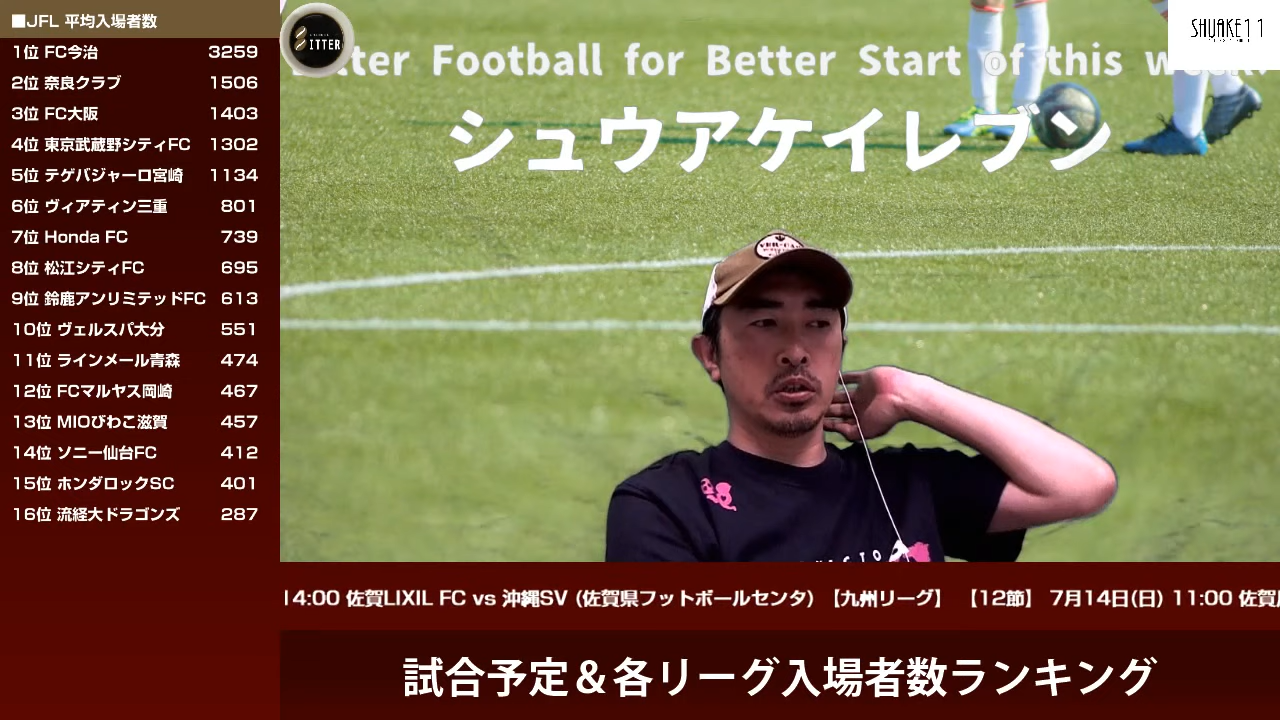 ■JFL 平均入場者数
1位 FC今治 3259
2位 奈良クラブ 1506
3位 FC大阪 1403
4位 東京武蔵野シティFC 1302
5位 テゲバジャーロ宮崎 1134
6位 ヴィアティン三重 801
7位 Honda FC 739
8位 松江シティFC 695
9位 鈴鹿アンリミテッドFC 613
10位 ヴェルスパ大分 551
11位 ラインメール青森 474
12位 FCマルヤス岡崎 467
13位 MIOびわこ滋賀 457
14位 ソニー仙台FC 412
15位 ホンダロックSC 401
16位 流経大ドラゴンズ 287
ITTER
SHUAKE11
Football for Better Start of this
シュウアケイレブン
14:00 佐賀LIXIL FC vs 沖縄SV (佐賀県フットボールセンタ) 【九州リーグ】 【12節】 7月14日(日) 11:00 佐賀
試合予定＆各リーグ入場者数ランキング